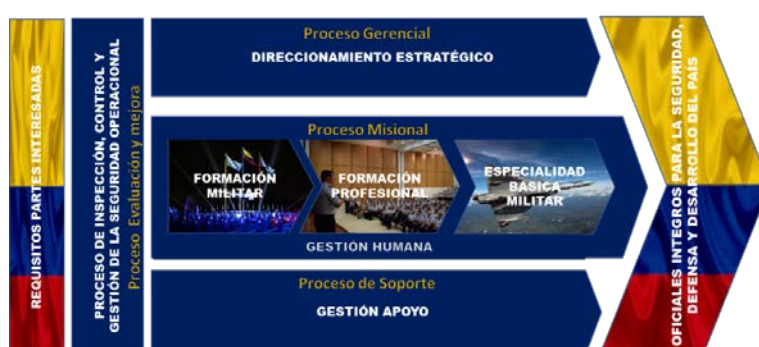 REQUISITOS PARTES INTERESADAS
PROCESO DE INSPECCIÓN, CONTROL Y
GESTIÓN DE LA SEGURIDAD OPERACIONAL
Proceso Evaluación y mejora
Proceso Gerencial
DIRECCIONAMIENTO ESTRATÉGICO
Proceso Misional
FORMACIÓN
MILITAR
FORMACIÓN
PROFESIONAL
ESPECIALIDAD
BÁSICA
MILITAR
GESTIÓN HUMANA
Proceso de Soporte
GESTIÓN APOYO
OFICIALES INTEGROS PARA LA SEGURIDAD,
DEFENSA Y DESARROLLO DEL PAÍS